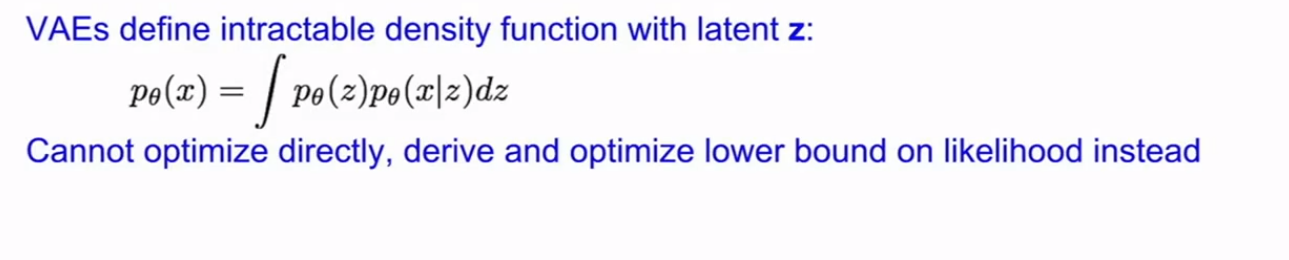 VAEs define intractable density function with latent z:
pθ(x) = ∫ pθ(z)pθ(x|z)dz
Cannot optimize directly, derive and optimize lower bound on likelihood instead